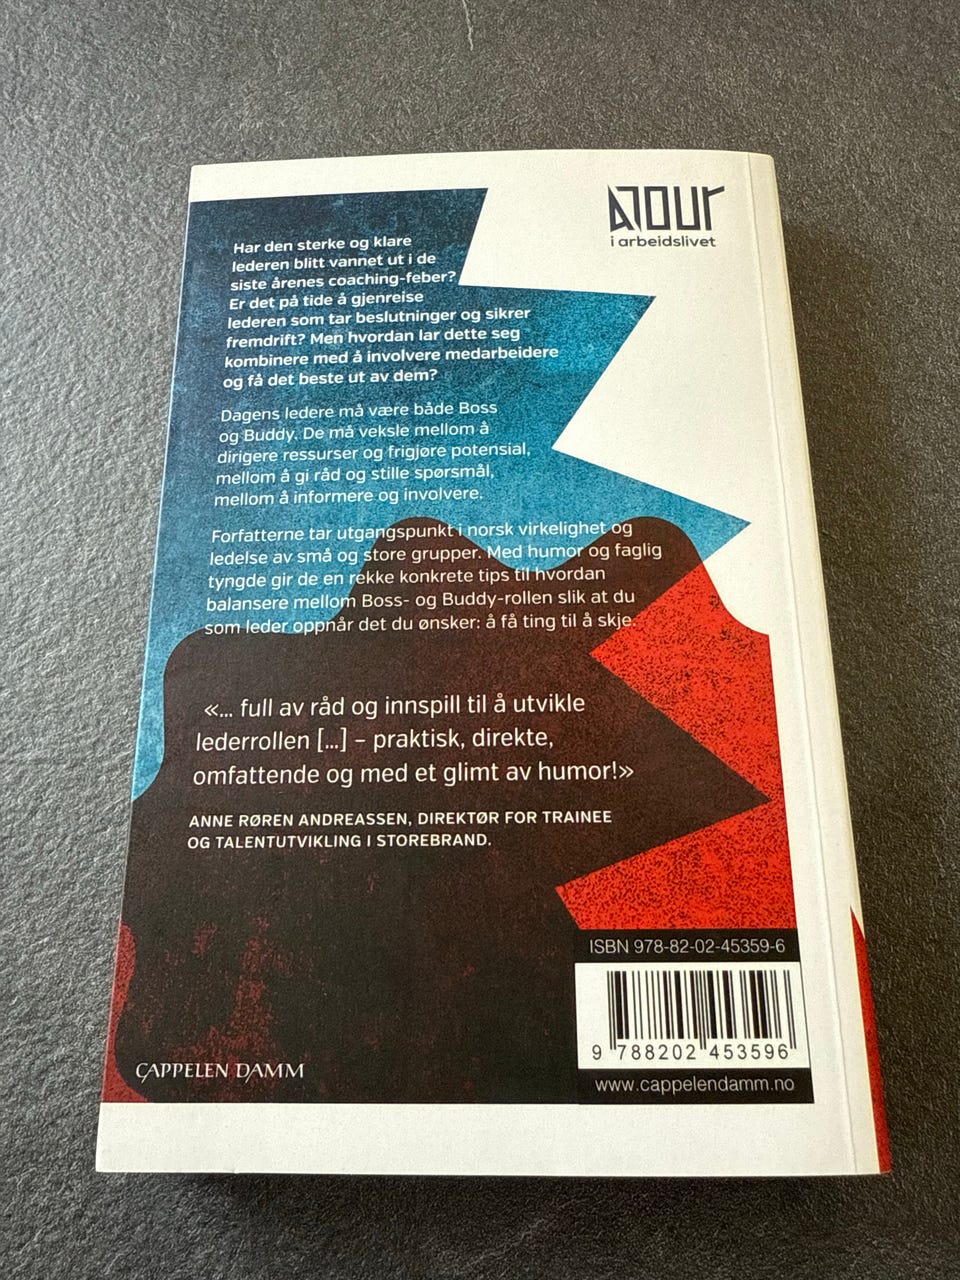 AJOUr
i arbeidslivet
Har den sterke og klare
lederen blitt vannet ut i de
siste årenes coaching-feber?
Er det på tide å gjenreise
lederen som tar beslutninger og sikrer
fremdrift? Men hvordan lar dette seg
kombinere med å involvere medarbeidere
og få det beste ut av dem?
Dagens ledere må være både Boss
og Buddy. De må veksle mellom å
dirigere ressurser og frigjøre potensial,
mellom å gi råd og stille spørsmål,
mellom å informere og involvere.
Forfatterne tar utgangspunkt i norsk virkelighet og
ledelse av små og store grupper. Med humor og faglig
tyngde gir de en rekke konkrete tips til hvordan
balansere mellom Boss- og Buddy-rollen slik at du
som leder oppnår det du ønsker: å få ting til å skje.
«... full av råd og innspill til å utvikle
lederrollen [...] – praktisk, direkte,
omfattende og med et glimt av humor!»
ANNE RØREN ANDREASSEN, DIREKTØR FOR TRAINEE
OG TALENTUTVIKLING I STOREBRAND.
ISBN 978-82-02-45359-6
9 788202 453596
CAPPELEN DAMM
www.cappelendamm.no